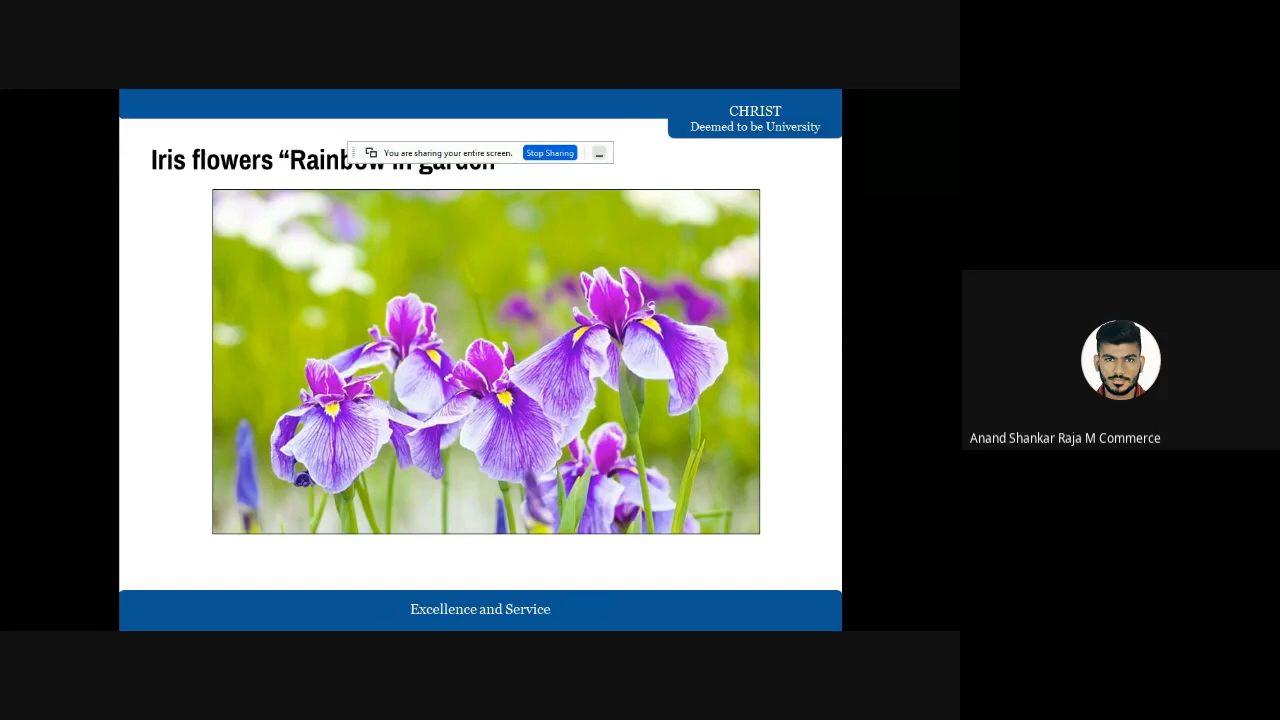 CHRIST
Deemed to be University
You are sharing your entire screen.
Stop Sharing
Iris flowers “Rainbow in garden
Anand Shankar Raja M Commerce
Excellence and Service